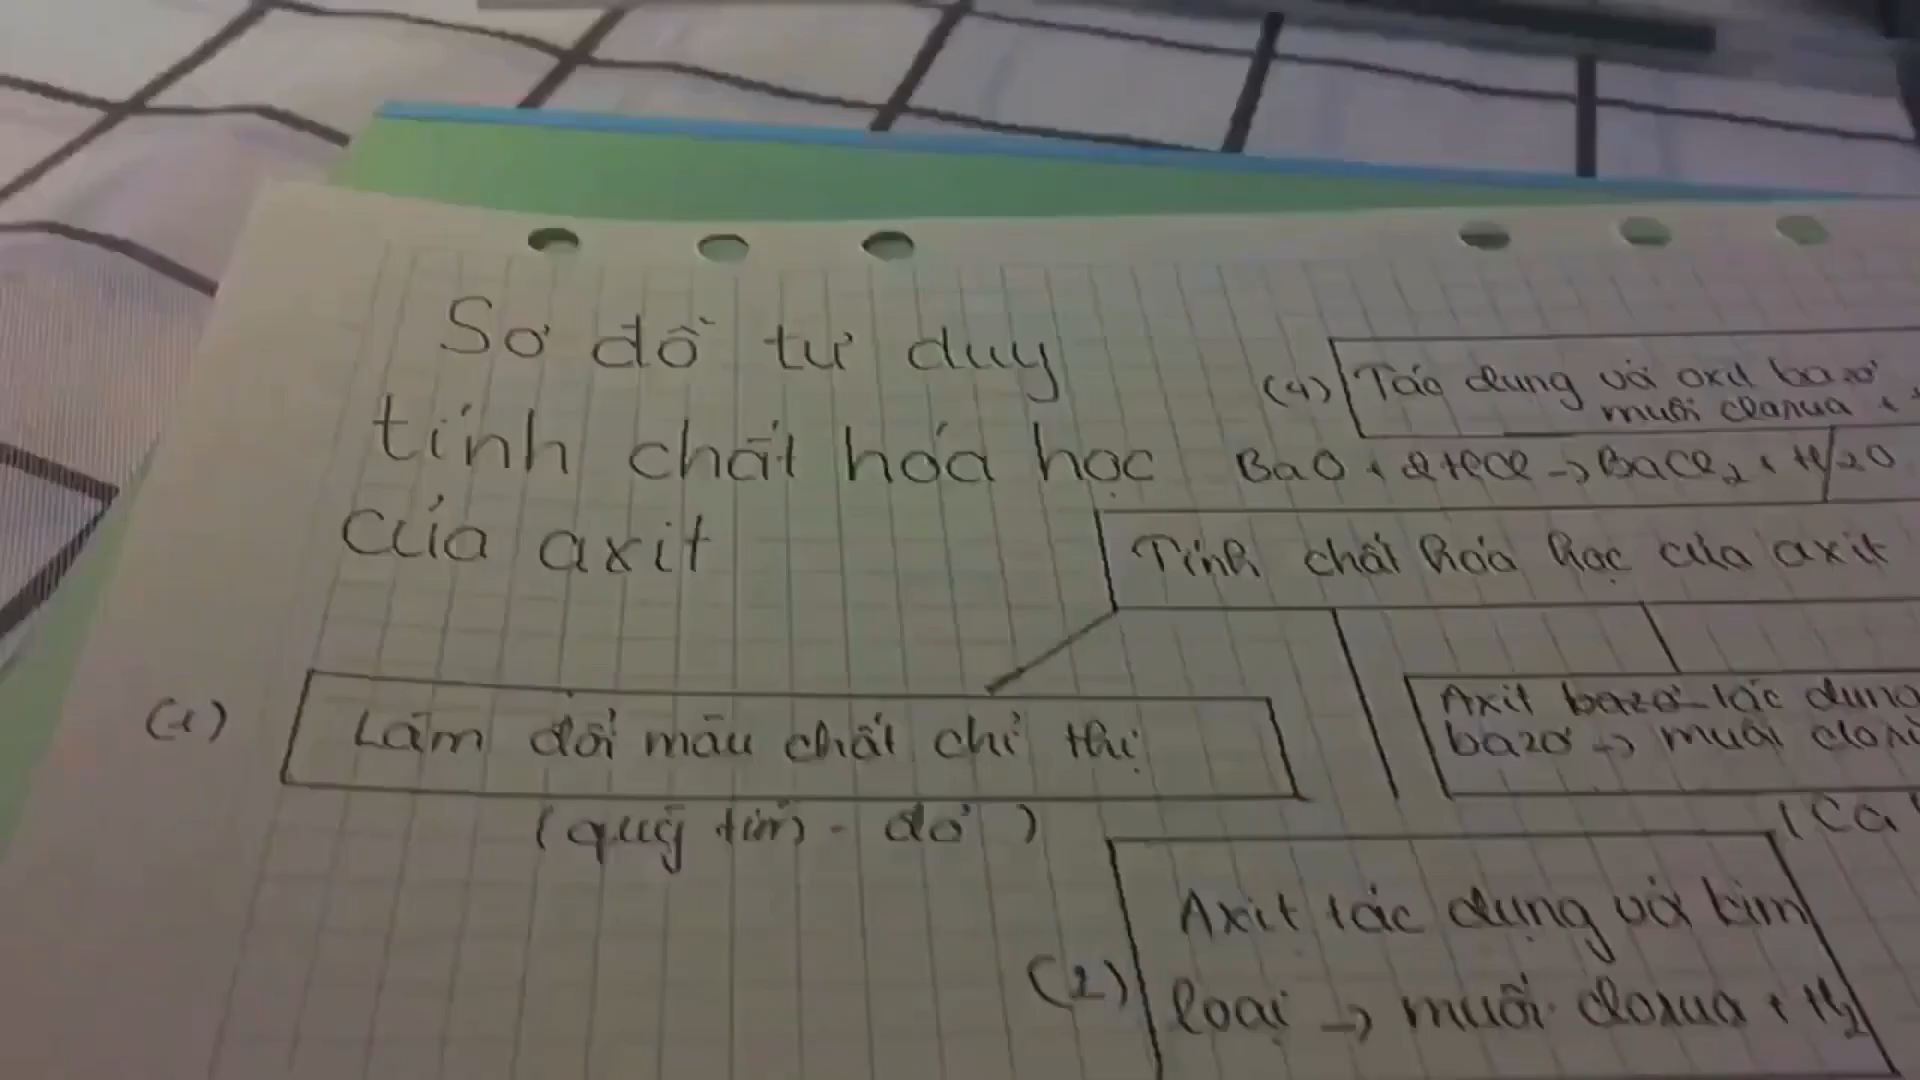 Sơ đồ tư duy
tính chất hóa học
của axit
(4) Tác dụng với oxit bazơ
muối clorua +
BaO + 2HCl → BaCl2 + H2O
Tính chất hóa học của axit
(1) Làm đổi màu chất chỉ thị
(quỳ tím - đỏ)
Axit bazơ tác dụng
bazơ → muối
(Ca
(2) Axit tác dụng với kim
loại → muối clorua + H2